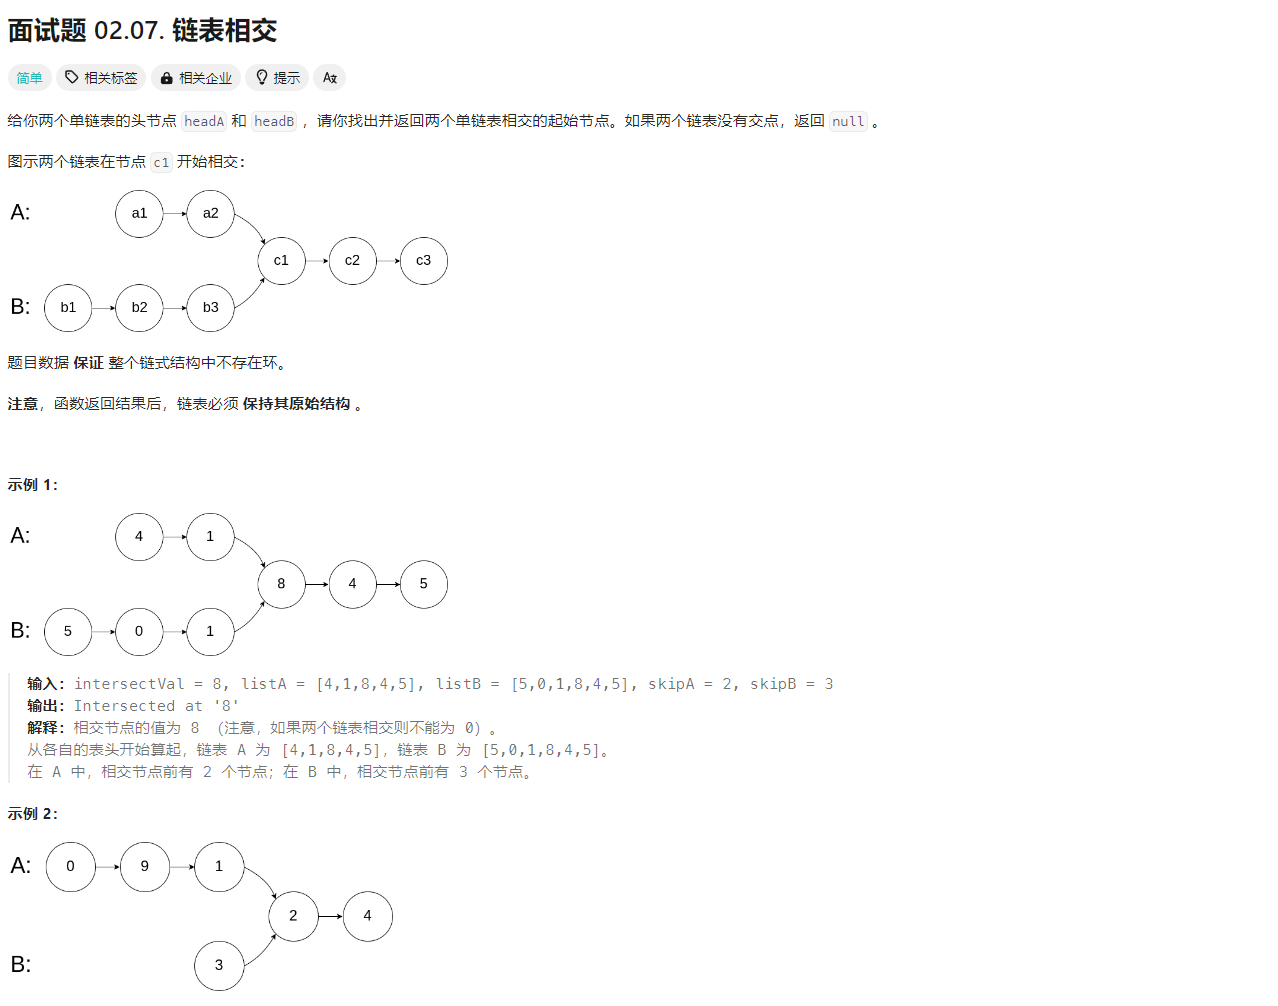 面试题 02.07. 链表相交
简单 相关标签 相关企业 提示 A文
给你两个单链表的头节点 headA 和 headB ，请你找出并返回两个单链表相交的起始节点。如果两个链表没有交点，返回 null 。
图示两个链表在节点 c1 开始相交：
A: a1 a2
c1 c2 c3
B: b1 b2 b3
题目数据 保证 整个链式结构中不存在环。
注意，函数返回结果后，链表必须 保持其原始结构 。
示例 1：
A: 4 1
8 4 5
B: 5 0 1
输入：intersectVal = 8, listA = [4,1,8,4,5], listB = [5,0,1,8,4,5], skipA = 2, skipB = 3
输出：Intersected at '8'
解释：相交节点的值为 8 （注意，如果两个链表相交则不能为 0）。
从各自的表头开始算起，链表 A 为 [4,1,8,4,5]，链表 B 为 [5,0,1,8,4,5]。
在 A 中，相交节点前有 2 个节点；在 B 中，相交节点前有 3 个节点。
示例 2：
A: 0 9 1
2 4
B: 3